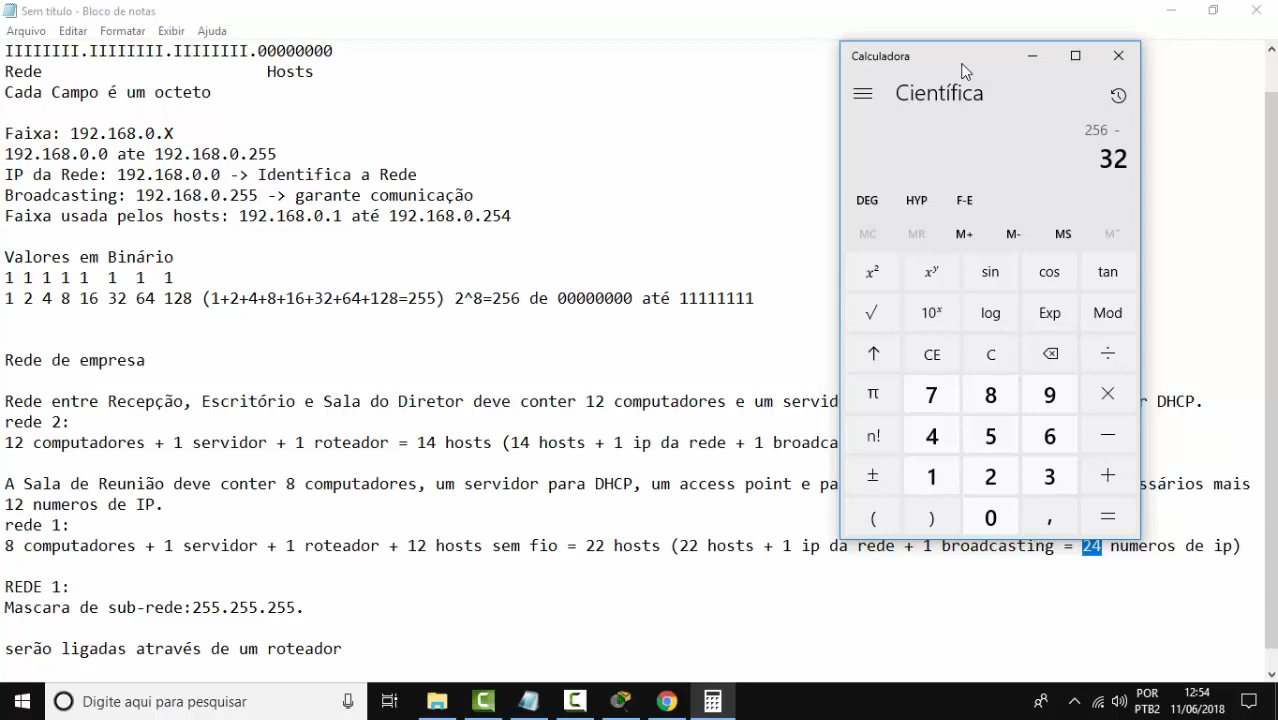 Sem título - Bloco de notas
Arquivo Editar Formatar Exibir Ajuda
IIIIIIII.IIIIIIII.IIIIIIII.00000000
Rede Hosts
Cada Campo é um octeto
Faixa: 192.168.0.X
192.168.0.0 ate 192.168.0.255
IP da Rede: 192.168.0.0 -> Identifica a Rede
Broadcasting: 192.168.0.255 -> garante comunicação
Faixa usada pelos hosts: 192.168.0.1 até 192.168.0.254
Valores em Binário
1 1 1 1 1 1 1 1
1 2 4 8 16 32 64 128 (1+2+4+8+16+32+64+128=255) 2^8=256 de 00000000 até 11111111
Rede de empresa
Rede entre Recepção, Escritório e Sala do Diretor deve conter 12 computadores e um DHCP.
rede 2:
12 computadores + 1 servidor + 1 roteador = 14 hosts (14 hosts + 1 ip da rede + 1
A Sala de Reunião deve conter 8 computadores, um servidor para DHCP, um access point e mais
12 numeros de IP.
rede 1:
8 computadores + 1 servidor + 1 roteador + 12 hosts sem fio = 22 hosts (22 hosts + 1 ip da rede + 1 broadcasting = 24 numeros de ip)
REDE 1:
Mascara de sub-rede:255.255.255.
serão ligadas através de um roteador
Calculadora
Científica
256 -
32
DEG HYP F-E
MC MR M+ M- MS M˅
x² xʸ sin cos tan
√ 10ˣ log Exp Mod
↑ CE C ÷
π 7 8 9 ×
n! 4 5 6 −
± 1 2 3 +
( ) 0 , =
Digite aqui para pesquisar
POR
PTB2
12:54
11/06/2018